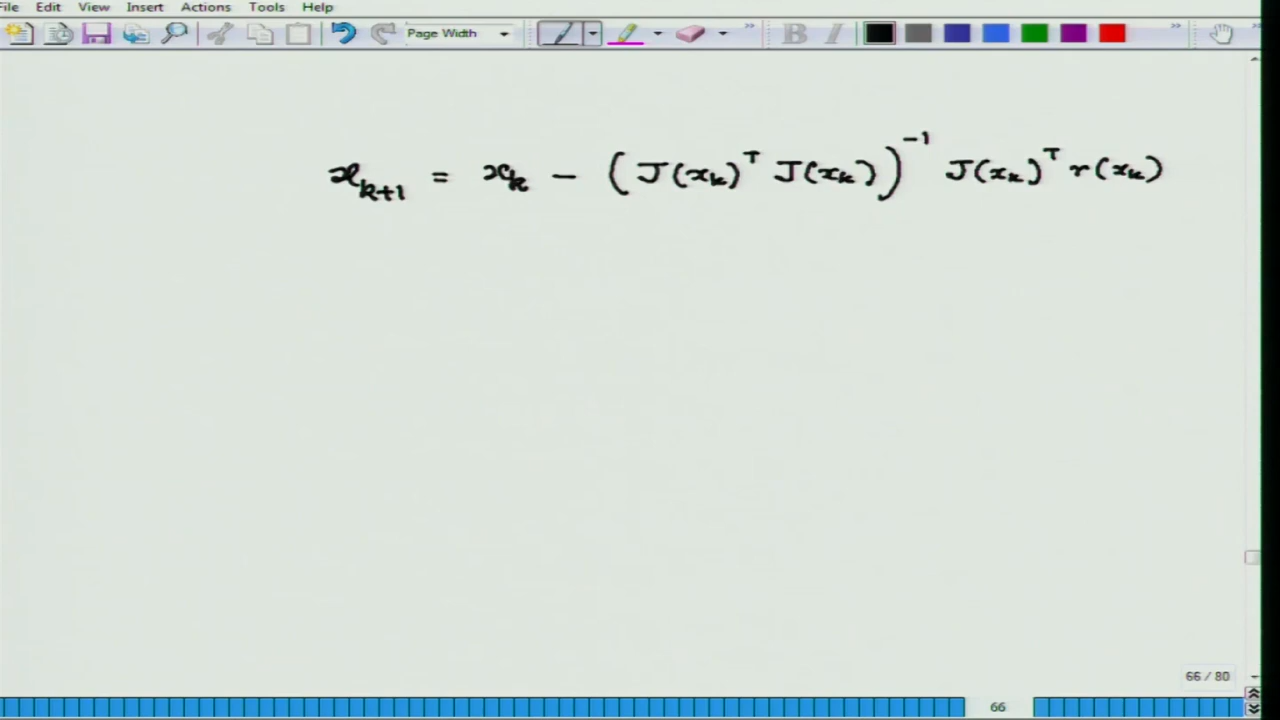 File Edit View Insert Actions Tools Help
Page Width B I
x_{k+1} = x_k - (J(x_k)^T J(x_k))^{-1} J(x_k)^T r(x_k)
66 / 80
66